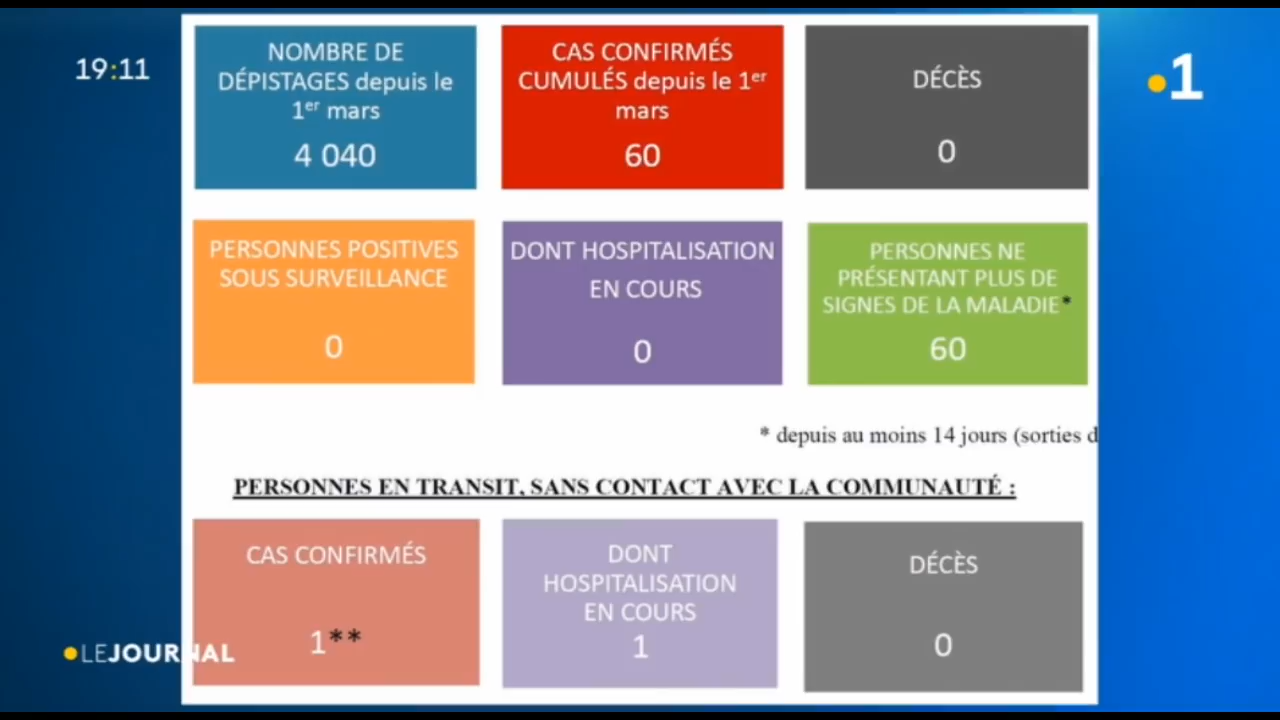 19:11
1
NOMBRE DE
DÉPISTAGES depuis le
1er mars
4 040
CAS CONFIRMÉS
CUMULÉS depuis le 1er
mars
60
DÉCÈS
0
PERSONNES POSITIVES
SOUS SURVEILLANCE
0
DONT HOSPITALISATION
EN COURS
0
PERSONNES NE
PRÉSENTANT PLUS DE
SIGNES DE LA MALADIE*
60
* depuis au moins 14 jours (sorties d
PERSONNES EN TRANSIT, SANS CONTACT AVEC LA COMMUNAUTÉ :
CAS CONFIRMÉS
1**
DONT
HOSPITALISATION
EN COURS
1
DÉCÈS
0
LEJOURNAL